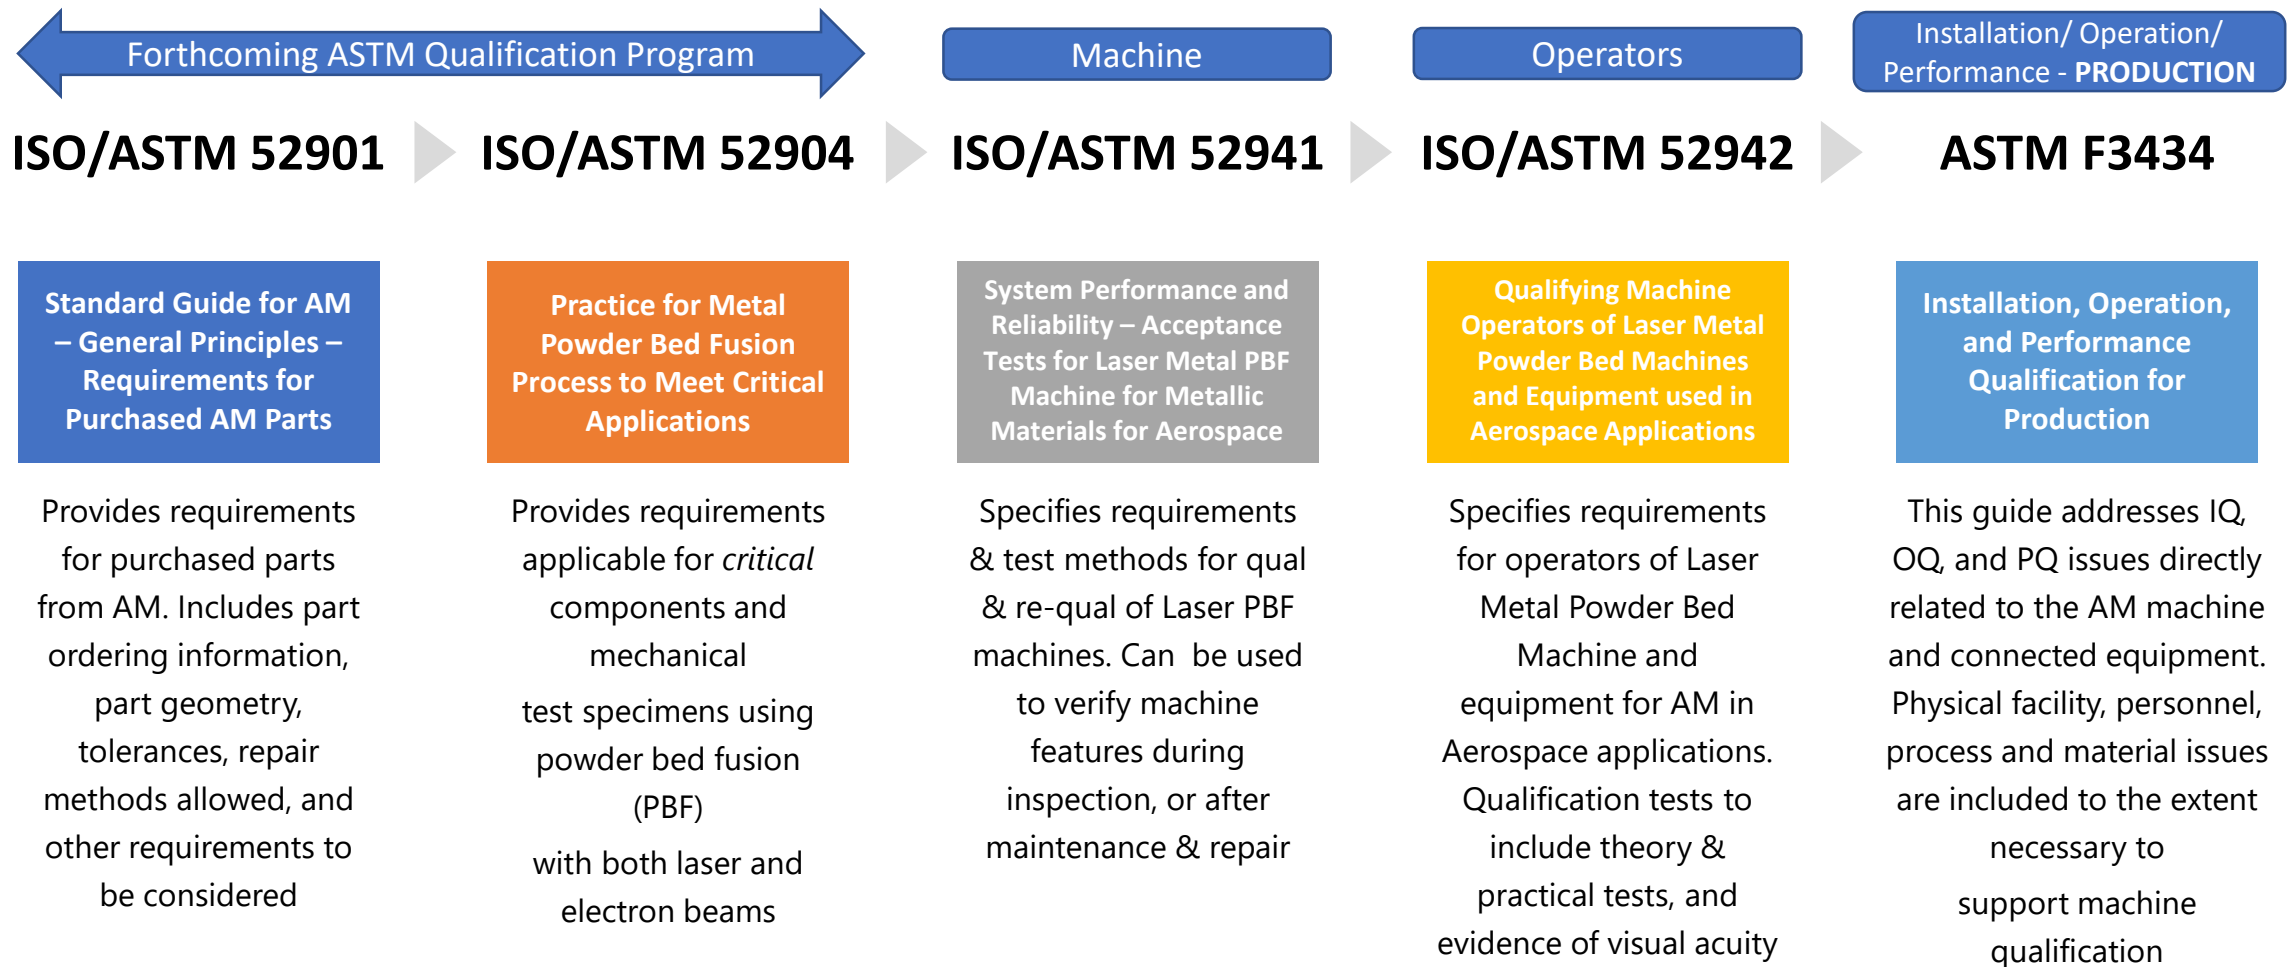 Forthcoming ASTM Qualification Program
Machine
Operators
Installation/ Operation/
Performance - PRODUCTION
ISO/ASTM 52901
ISO/ASTM 52904
ISO/ASTM 52941
ISO/ASTM 52942
ASTM F3434
Standard Guide for AM
– General Principles –
Requirements for
Purchased AM Parts
Practice for Metal
Powder Bed Fusion
Process to Meet Critical
Applications
System Performance and
Reliability – Acceptance
Tests for Laser Metal PBF
Machine for Metallic
Materials for Aerospace
Qualifying Machine
Operators of Laser Metal
Powder Bed Machines
and Equipment used in
Aerospace Applications
Installation, Operation,
and Performance
Qualification for
Production
Provides requirements
for purchased parts
from AM. Includes part
ordering information,
part geometry,
tolerances, repair
methods allowed, and
other requirements to
be considered
Provides requirements
applicable for critical
components and
mechanical
test specimens using
powder bed fusion
(PBF)
with both laser and
electron beams
Specifies requirements
& test methods for qual
& re-qual of Laser PBF
machines. Can  be used
to verify machine
features during
inspection, or after
maintenance & repair
Specifies requirements
for operators of Laser
Metal Powder Bed
Machine and
equipment for AM in
Aerospace applications.
Qualification tests to
include theory &
practical tests, and
evidence of visual acuity
This guide addresses IQ,
OQ, and PQ issues directly
related to the AM machine
and connected equipment.
Physical facility, personnel,
process and material issues
are included to the extent
necessary to
support machine
qualification